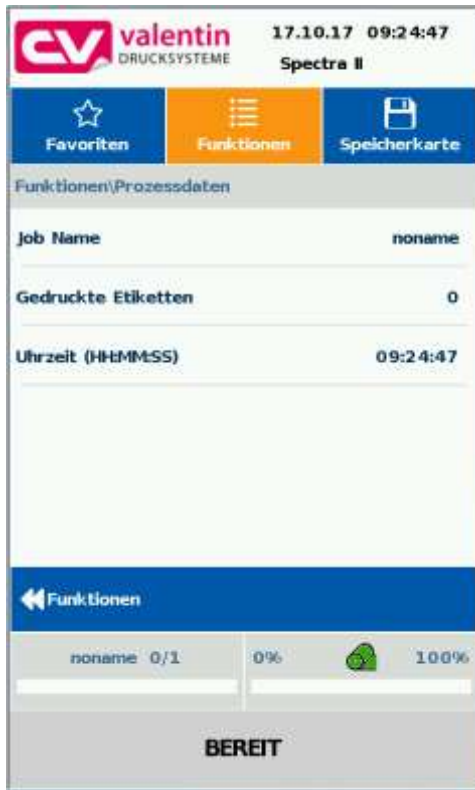 CV valentin 17.10.17 09:24:47
DRUCKSYSTEME Spectra II
Favoriten Funktionen Speicherkarte
Funktionen\Prozessdaten
Job Name noname
Gedruckte Etiketten 0
Uhrzeit (HH:MM:SS) 09:24:47
Funktionen
noname 0/1 0% 100%
BEREIT